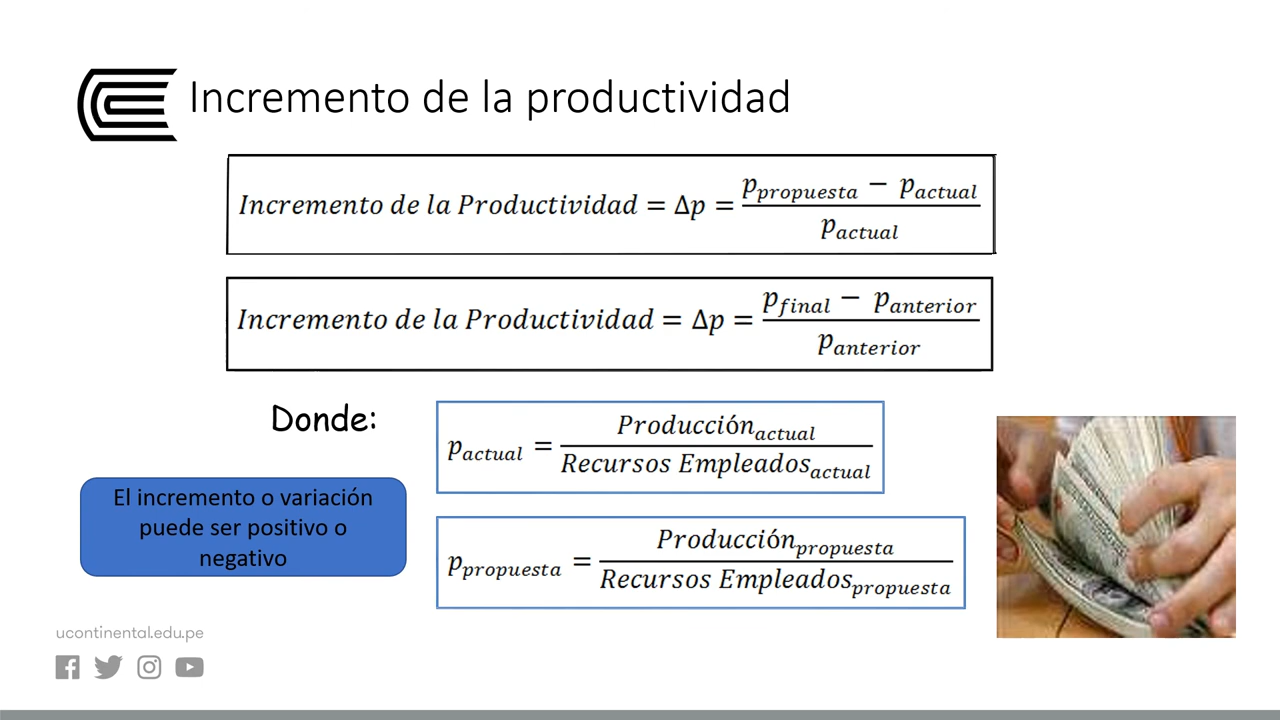 Incremento de la productividad
Incremento de la Productividad = Δp = (p_propuesta − p_actual) / p_actual
Incremento de la Productividad = Δp = (p_final − p_anterior) / p_anterior
Donde:
p_actual = Producción_actual / Recursos Empleados_actual
El incremento o variación
puede ser positivo o
negativo
p_propuesta = Producción_propuesta / Recursos Empleados_propuesta
ucontinental.edu.pe